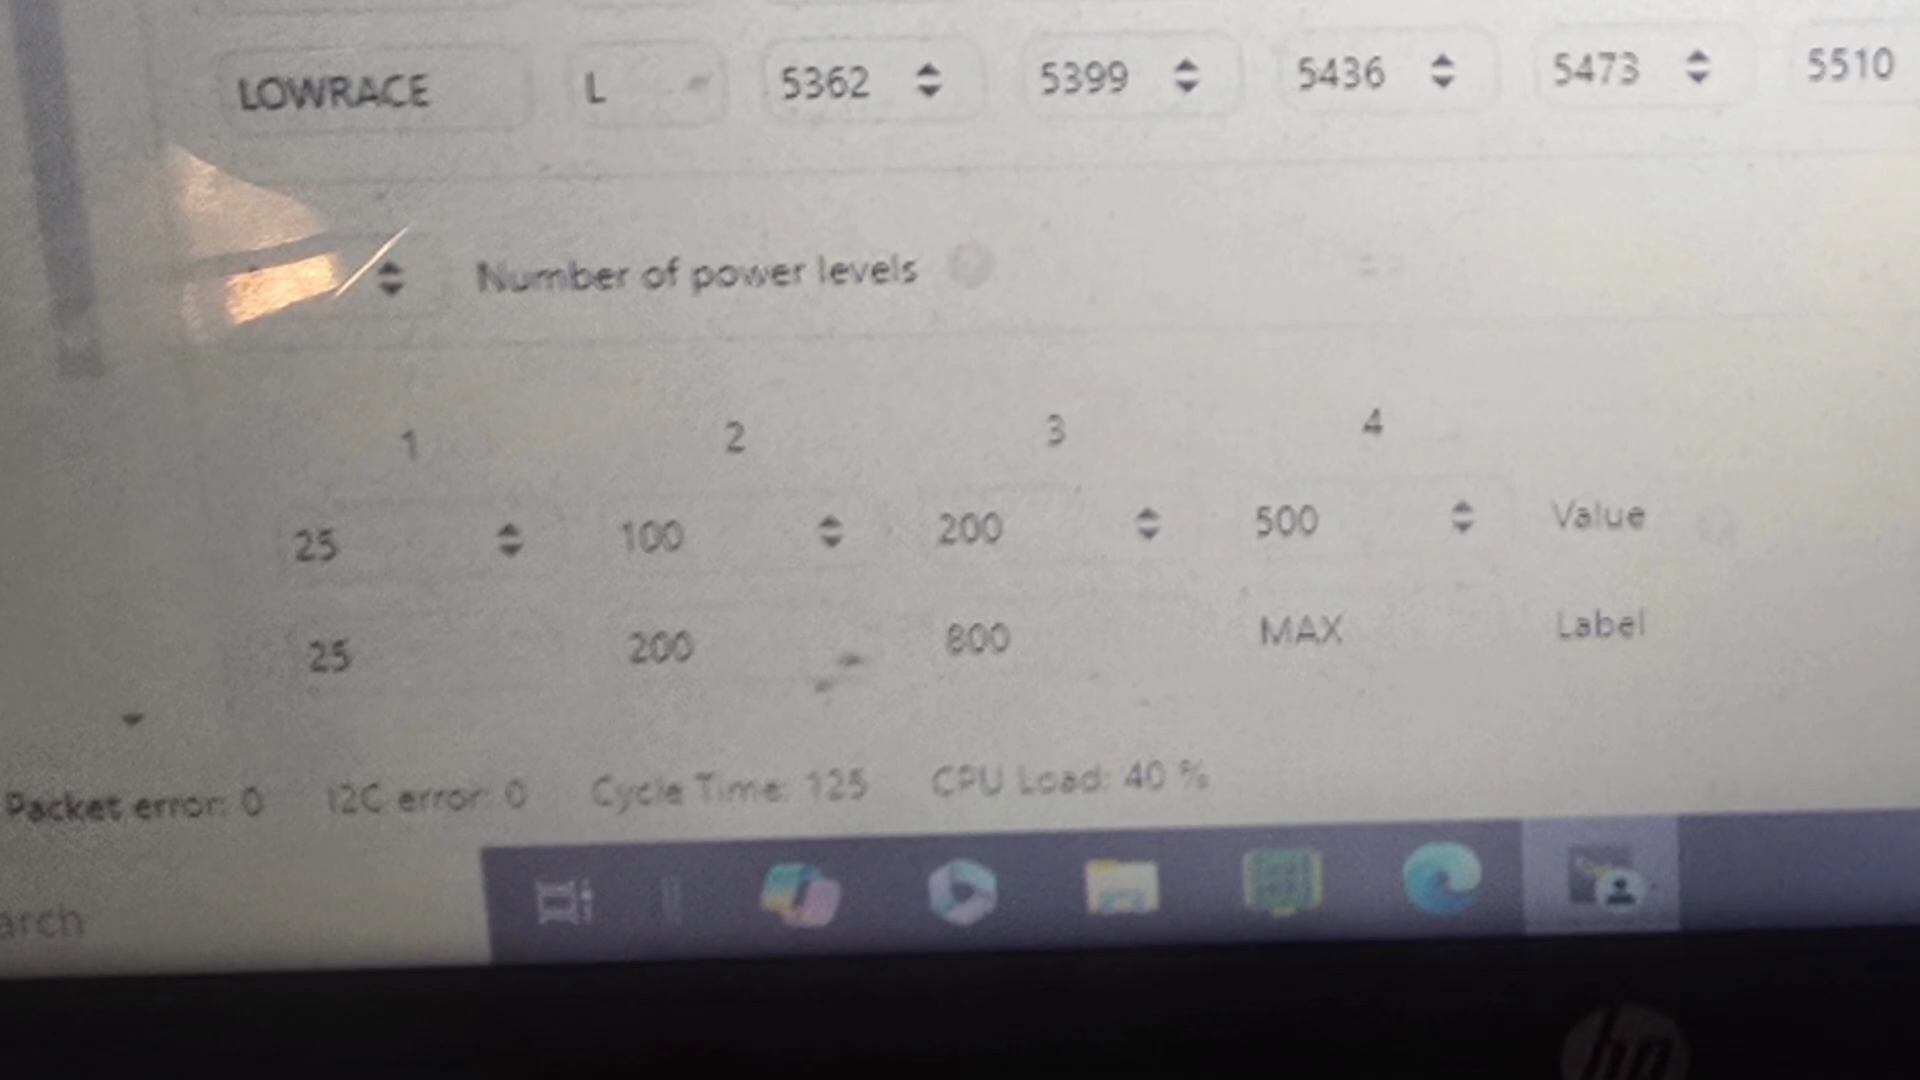 LOWRACE L 5362 5399 5436 5473 5510
Number of power levels
1 2 3 4
25 100 200 500 Value
25 200 800 MAX Label
Packet error: 0 I2C error: 0 Cycle Time: 125 CPU Load: 40 %
arch
hp